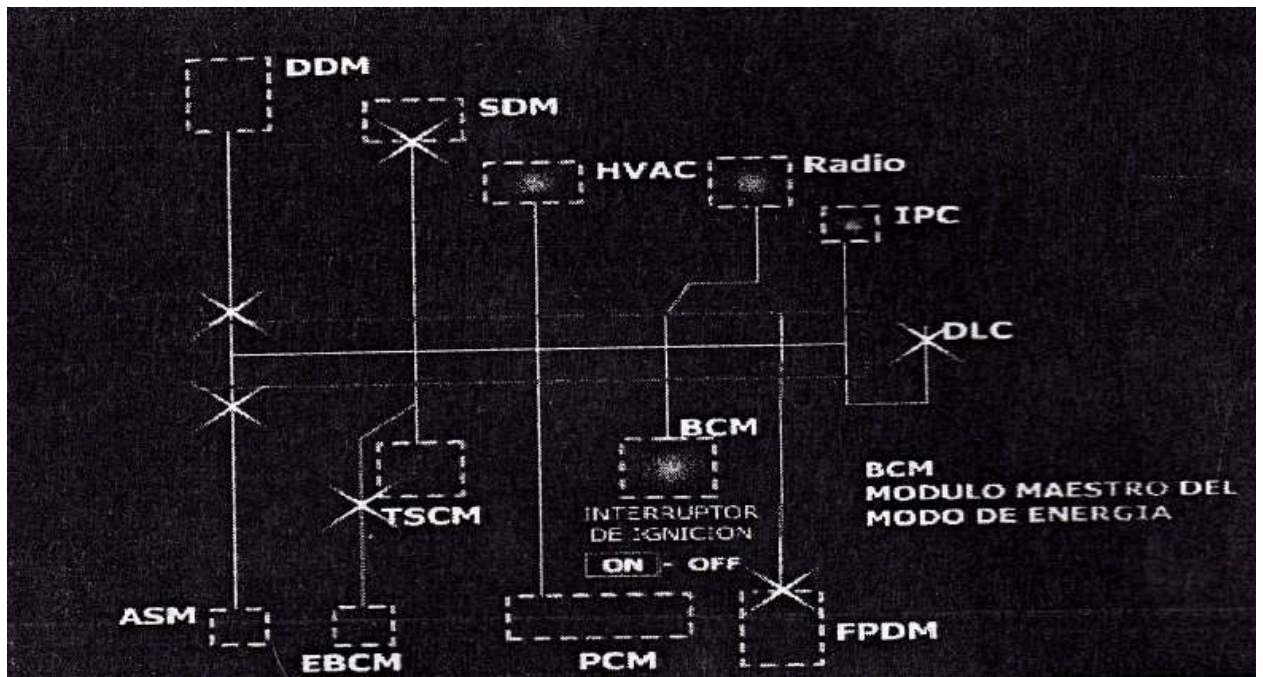 DDM
SDM
HVAC
Radio
IPC
DLC
BCM
BCM
MODULO MAESTRO DEL
MODO DE ENERGIA
TSCM
INTERRUPTOR
DE IGNICION
ON - OFF
ASM
EBCM
PCM
FPDM